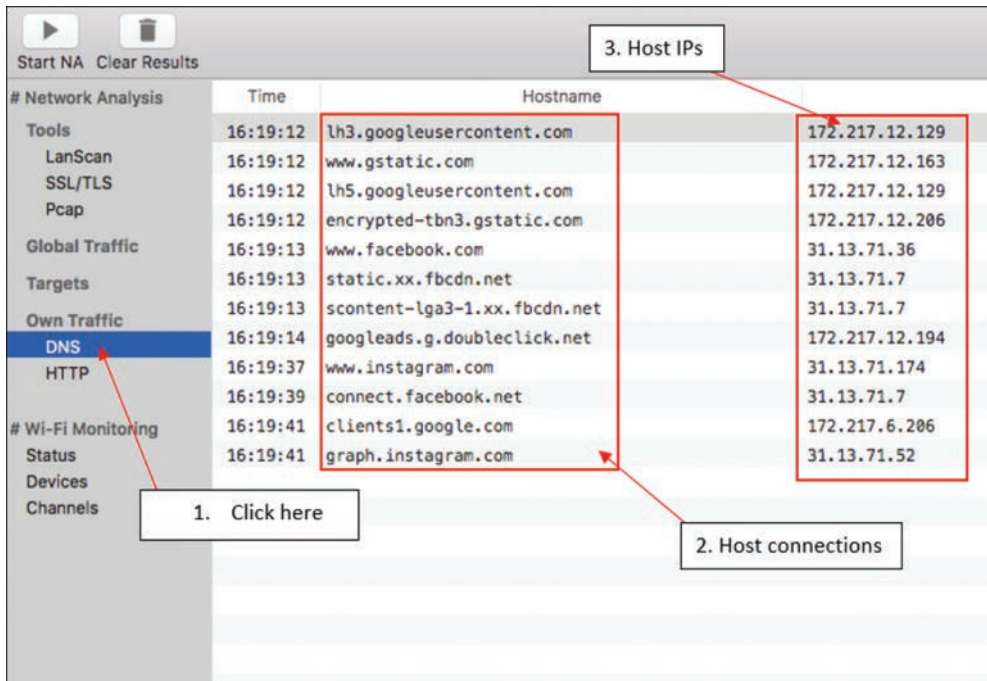 3. Host IPs
Start NA Clear Results
# Network Analysis
Tools
LanScan
SSL/TLS
Pcap
Global Traffic
Targets
Own Traffic
DNS
HTTP
# Wi-Fi Monitoring
Status
Devices
Channels
Time Hostname
16:19:12 lh3.googleusercontent.com 172.217.12.129
16:19:12 www.gstatic.com 172.217.12.163
16:19:12 lh5.googleusercontent.com 172.217.12.129
16:19:12 encrypted-tbn3.gstatic.com 172.217.12.206
16:19:13 www.facebook.com 31.13.71.36
16:19:13 static.xx.fbcdn.net 31.13.71.7
16:19:13 scontent-lga3-1.xx.fbcdn.net 31.13.71.7
16:19:14 googleads.g.doubleclick.net 172.217.12.194
16:19:37 www.instagram.com 31.13.71.174
16:19:39 connect.facebook.net 31.13.71.7
16:19:41 clients1.google.com 172.217.6.206
16:19:41 graph.instagram.com 31.13.71.52
1. Click here
2. Host connections